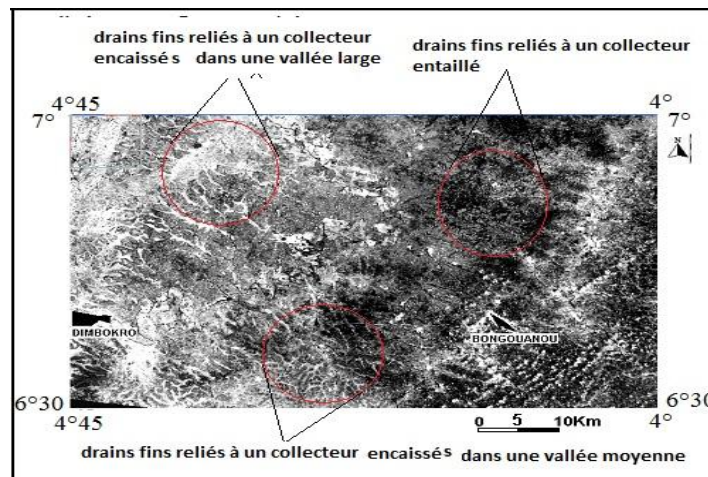 drains fins reliés à un collecteur
encaissés dans une vallée large
drains fins reliés à un collecteur
entaillé
4°45
4°
7°
7°
N
DIMBOKRO
BONGOUANOU
6°30
6°30
4°45
4°
0 5 10Km
drains fins reliés à un collecteur encaissés dans une vallée moyenne